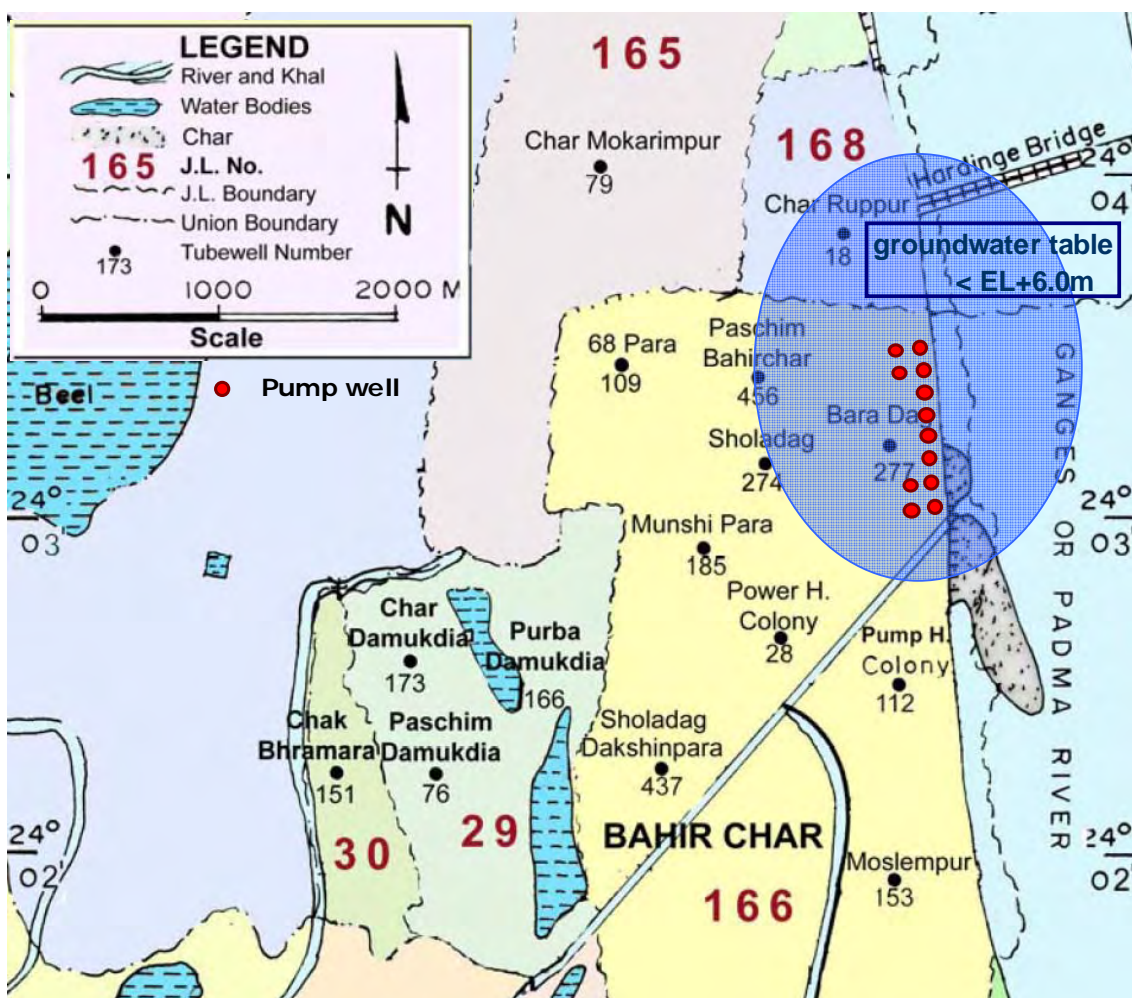 LEGEND
River and Khal
Water Bodies
Char
165 J.L. No.
J.L. Boundary
Union Boundary
Tubewell Number
173
N
0 1000 2000 M
Scale
Pump well
Beel
165
Char Mokarimpur
79
168
Char Ruppur
18
Hardinge Bridge
24°
04'
groundwater table
< EL+6.0m
68 Para
109
Paschim
Bahirchar
456
Bara Dag
277
Sholadag
274
GANGES OR PADMA RIVER
24°
03'
24°
03'
Munshi Para
185
Power H.
Colony
28
Pump H.
Colony
112
Char
Damukdia
173
Purba
Damukdia
166
Chak
Bhramara
151
Paschim
Damukdia
76
Sholadag
Dakshinpara
437
24°
02'
24°
02'
30
29
BAHIR CHAR
166
Moslempur
153